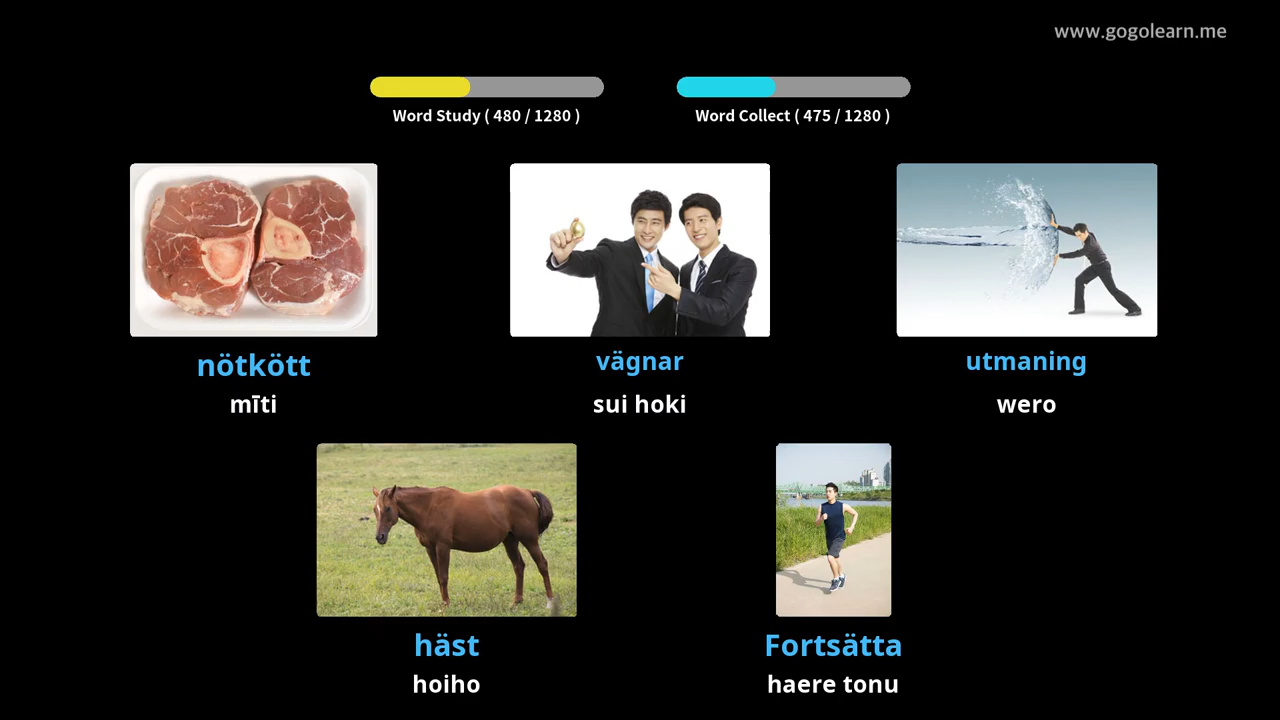 www.gogolearn.me
Word Study ( 480 / 1280 )
Word Collect ( 475 / 1280 )
nötkött
mīti
vägnar
sui hoki
utmaning
wero
häst
hoiho
Fortsätta
haere tonu